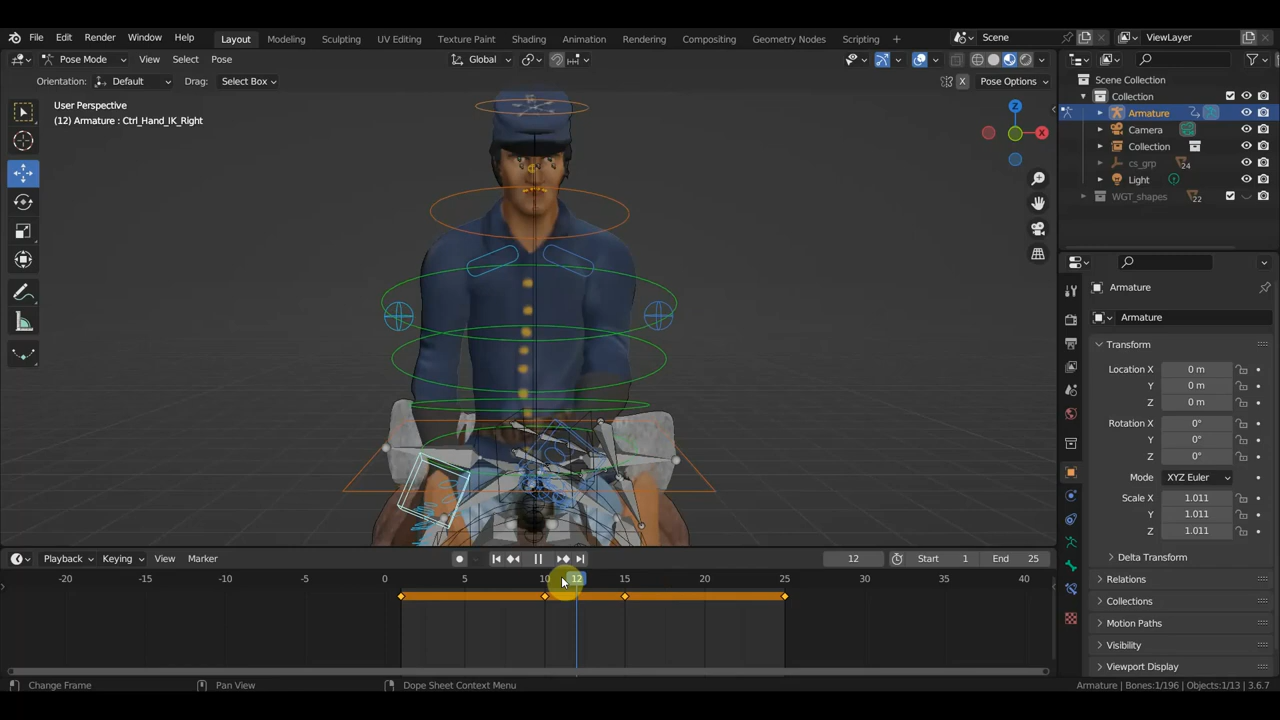 File Edit Render Window Help Layout Modeling Sculpting UV Editing Texture Paint Shading Animation Rendering Compositing Geometry Nodes Scripting + Scene ViewLayer
Pose Mode View Select Pose Global
Orientation: Default Drag: Select Box X Pose Options
User Perspective
(12) Armature : Ctrl_Hand_IK_Right
Z
X
Scene Collection
Collection
Armature
Camera
Collection
cs_grp 24
Light
WGT_shapes 22
Armature
Armature
Transform
Location X 0 m
Y 0 m
Z 0 m
Rotation X 0°
Y 0°
Z 0°
Mode XYZ Euler
Scale X 1.011
Y 1.011
Z 1.011
Delta Transform
Relations
Collections
Motion Paths
Visibility
Viewport Display
Playback Keying View Marker 12 Start 1 End 25
-20 -15 -10 -5 0 5 10 12 15 20 25 30 35 40
Change Frame Pan View Dope Sheet Context Menu Armature | Bones:1/196 | Objects:1/13 | 3.6.7